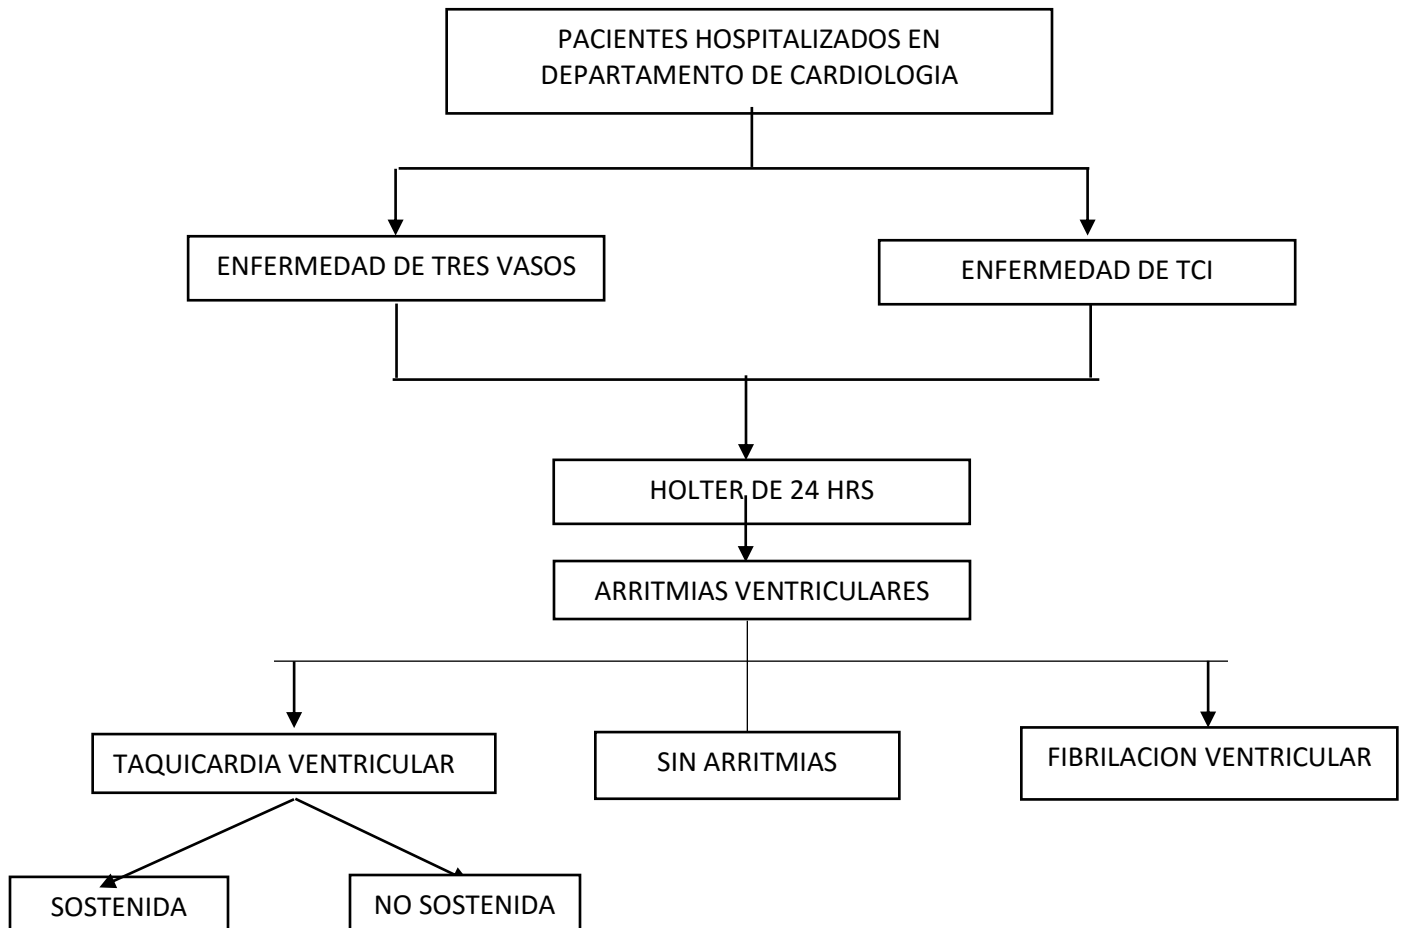 PACIENTES HOSPITALIZADOS EN
DEPARTAMENTO DE CARDIOLOGIA
ENFERMEDAD DE TRES VASOS
ENFERMEDAD DE TCI
HOLTER DE 24 HRS
ARRITMIAS VENTRICULARES
TAQUICARDIA VENTRICULAR
SIN ARRITMIAS
FIBRILACION VENTRICULAR
SOSTENIDA
NO SOSTENIDA